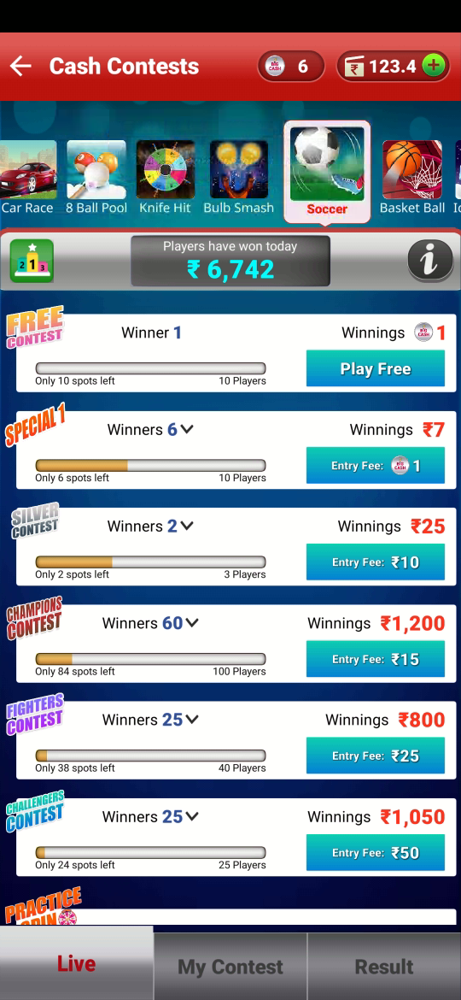 Cash Contests
BIG CASH 6
₹ 123.4 +
Car Race
8 Ball Pool
Knife Hit
Bulb Smash
Soccer
Basket Ball
2 1 3
Players have won today
₹ 6,742
i
FREE CONTEST
Winner 1
Winnings BIG CASH 1
Only 10 spots left
10 Players
Play Free
SPECIAL 1
Winners 6
Winnings ₹7
Only 6 spots left
10 Players
Entry Fee: BIG CASH 1
SILVER CONTEST
Winners 2
Winnings ₹25
Only 2 spots left
3 Players
Entry Fee: ₹10
CHAMPIONS CONTEST
Winners 60
Winnings ₹1,200
Only 84 spots left
100 Players
Entry Fee: ₹15
FIGHTERS CONTEST
Winners 25
Winnings ₹800
Only 38 spots left
40 Players
Entry Fee: ₹25
CHALLENGERS CONTEST
Winners 25
Winnings ₹1,050
Only 24 spots left
25 Players
Entry Fee: ₹50
PRACTICE
Live
My Contest
Result